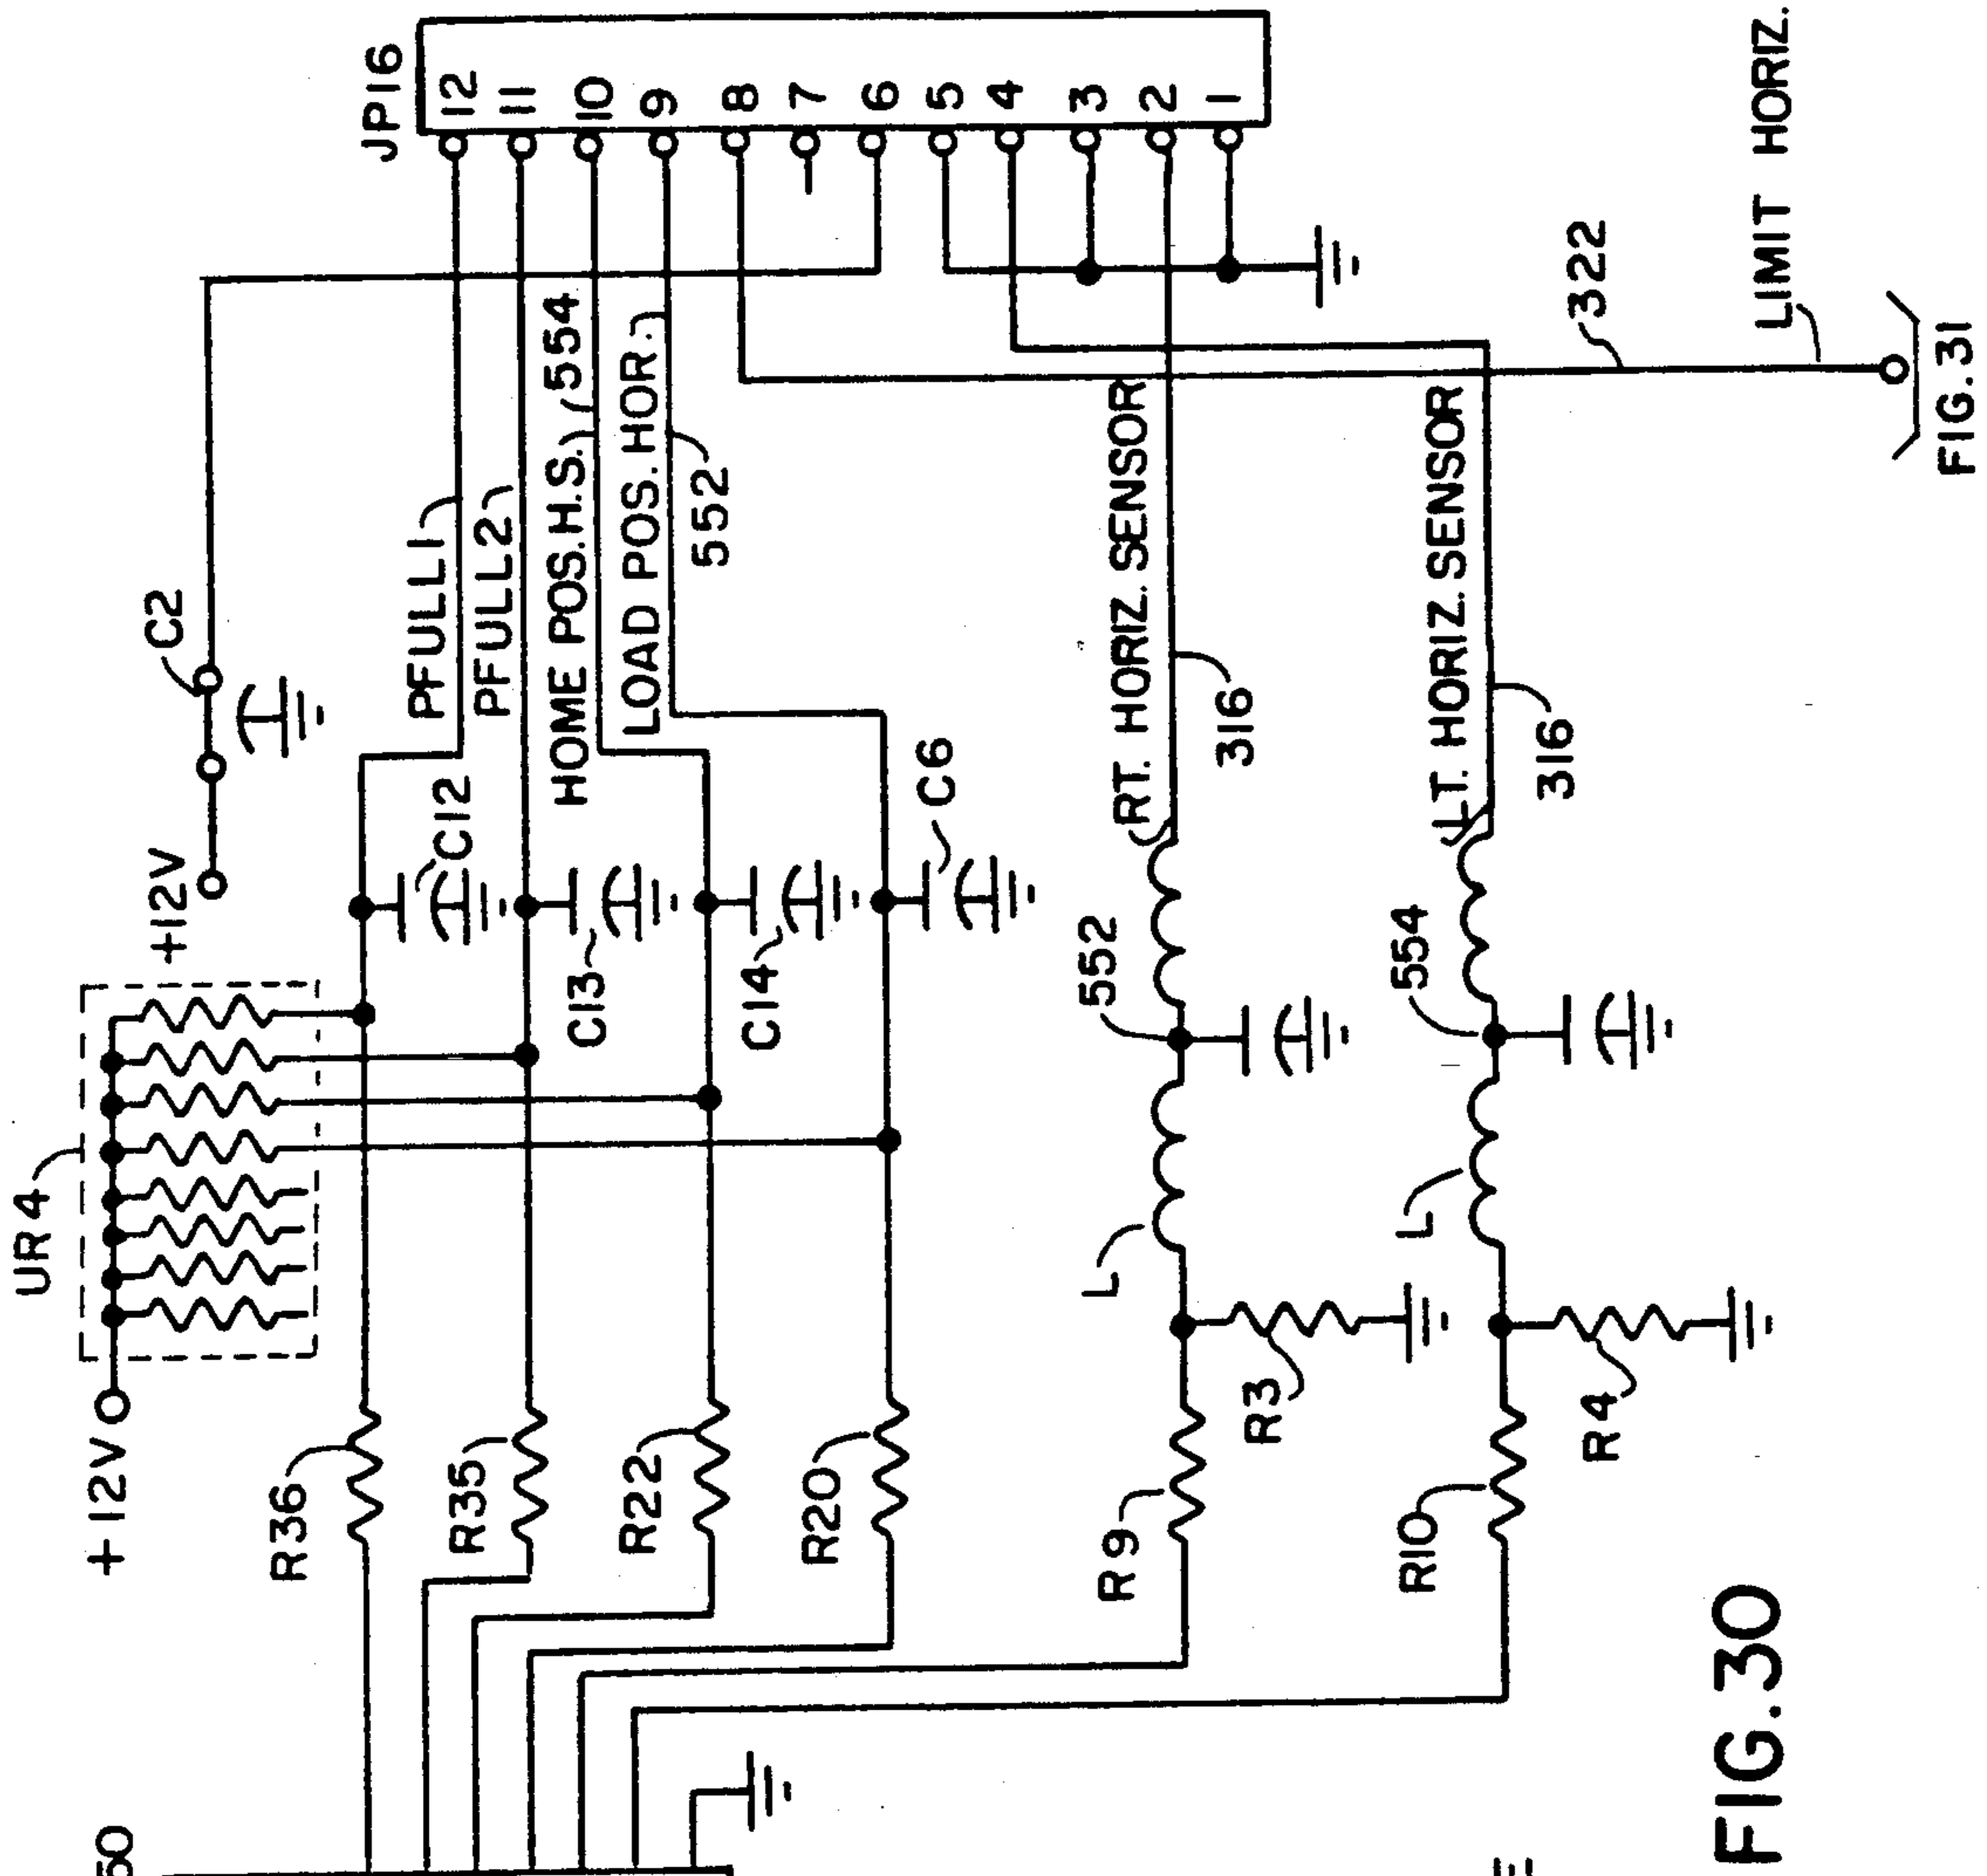 JP16
12
11
10
9
8
7
6
5
4
3
2
1
+12V
C2
UR4
+12V
PFULL1
PFULL2
HOME POS.H.S.
554
LOAD POS.HOR.
552
C12
C13
C14
C6
R36
R35
R22
R20
RT. HORIZ. SENSOR
316
552
L
R3
R9
LT. HORIZ. SENSOR
316
554
L
R4
R10
322
LIMIT HORIZ.
FIG.31
FIG.30